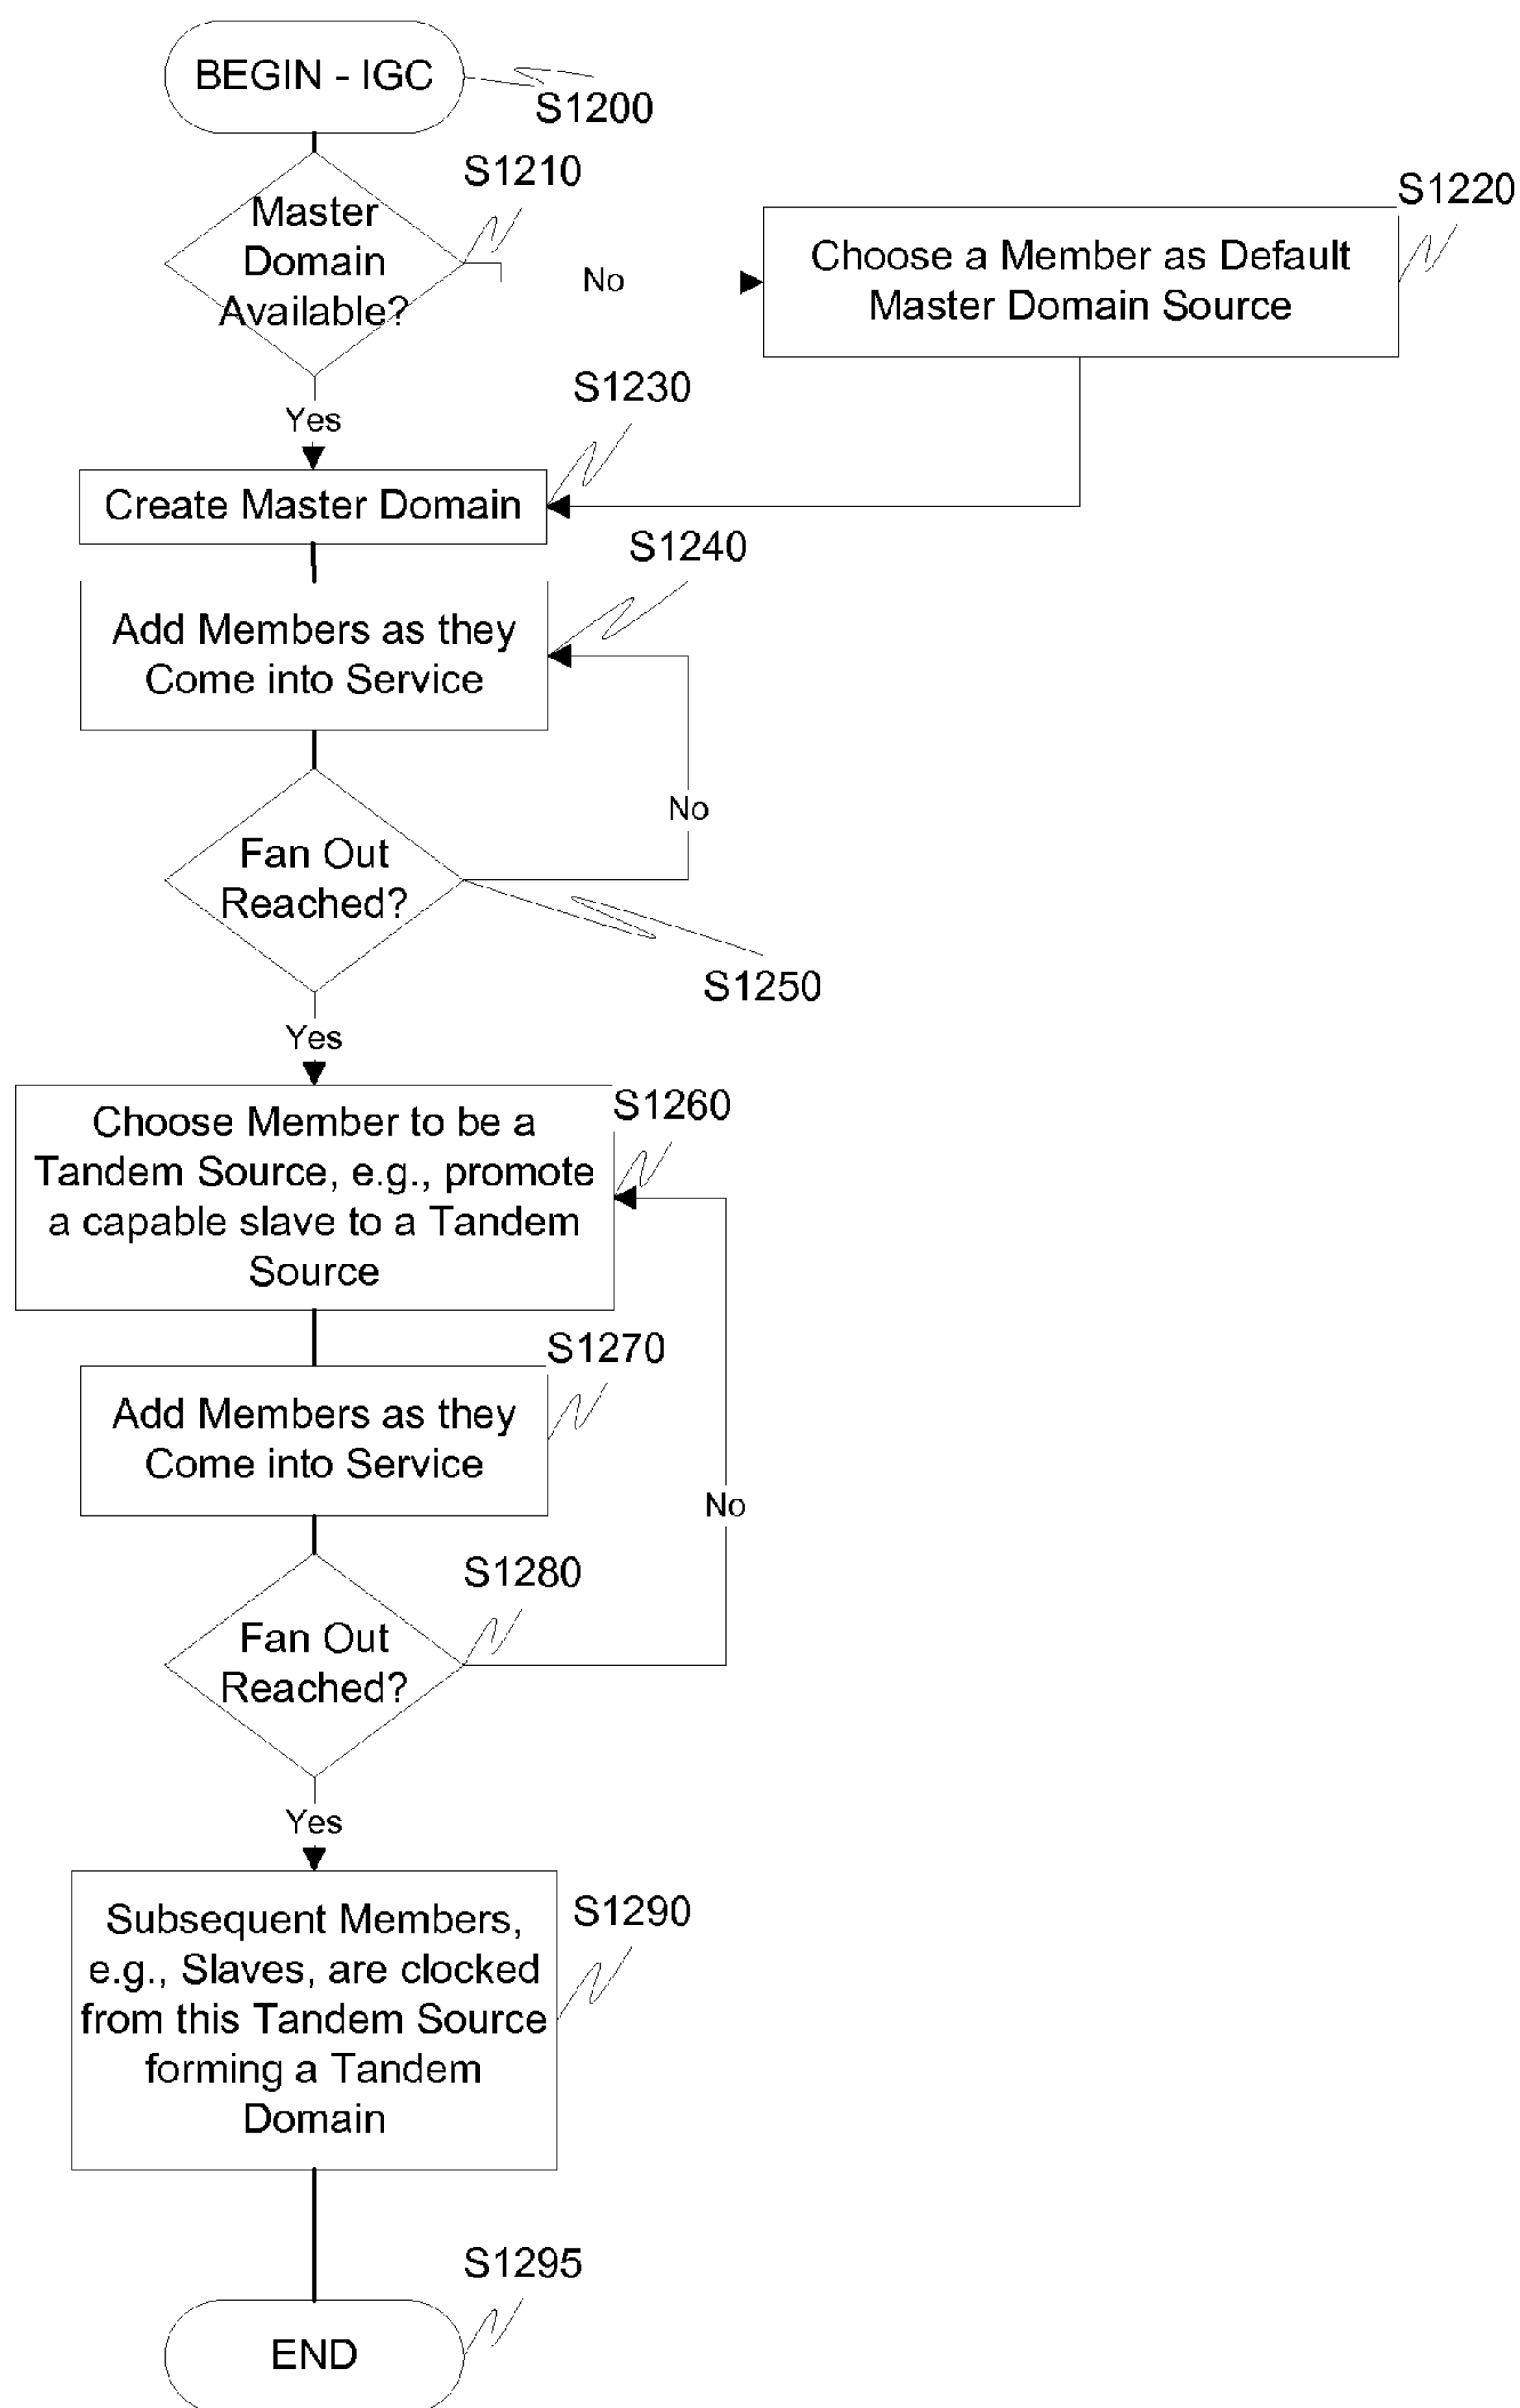 BEGIN - IGC
S1200
S1210
Master
Domain
Available?
No
S1220
Choose a Member as Default
Master Domain Source
Yes
S1230
Create Master Domain
S1240
Add Members as they
Come into Service
No
Fan Out
Reached?
S1250
Yes
S1260
Choose Member to be a
Tandem Source, e.g., promote
a capable slave to a Tandem
Source
S1270
Add Members as they
Come into Service
No
S1280
Fan Out
Reached?
Yes
S1290
Subsequent Members,
e.g., Slaves, are clocked
from this Tandem Source
forming a Tandem
Domain
S1295
END